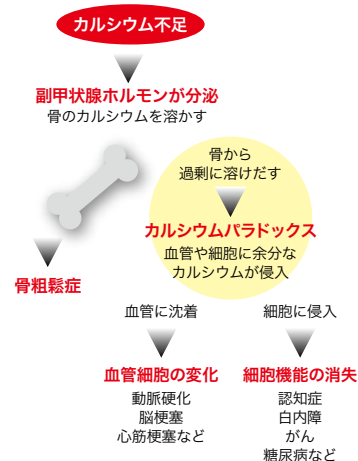 カルシウム不足
副甲状腺ホルモンが分泌
骨のカルシウムを溶かす
骨から
過剰に溶けだす
カルシウムパラドックス
血管や細胞に余分な
カルシウムが侵入
骨粗鬆症
血管に沈着
細胞に侵入
血管細胞の変化
動脈硬化
脳梗塞
心筋梗塞など
細胞機能の消失
認知症
白内障
がん
糖尿病など